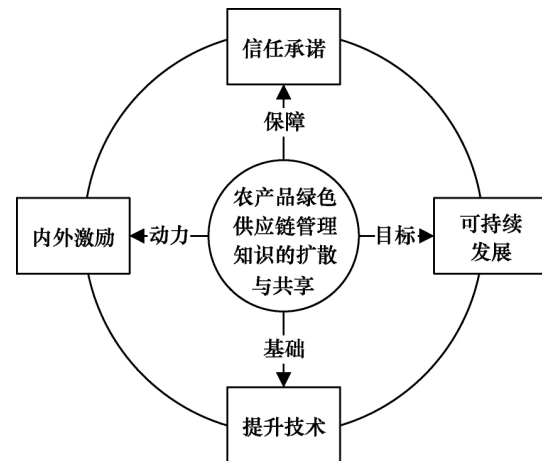 信任承诺
保障
农产品绿色
供应链管理
知识的扩散
与共享
内外激励
动力
目标
可持续
发展
基础
提升技术